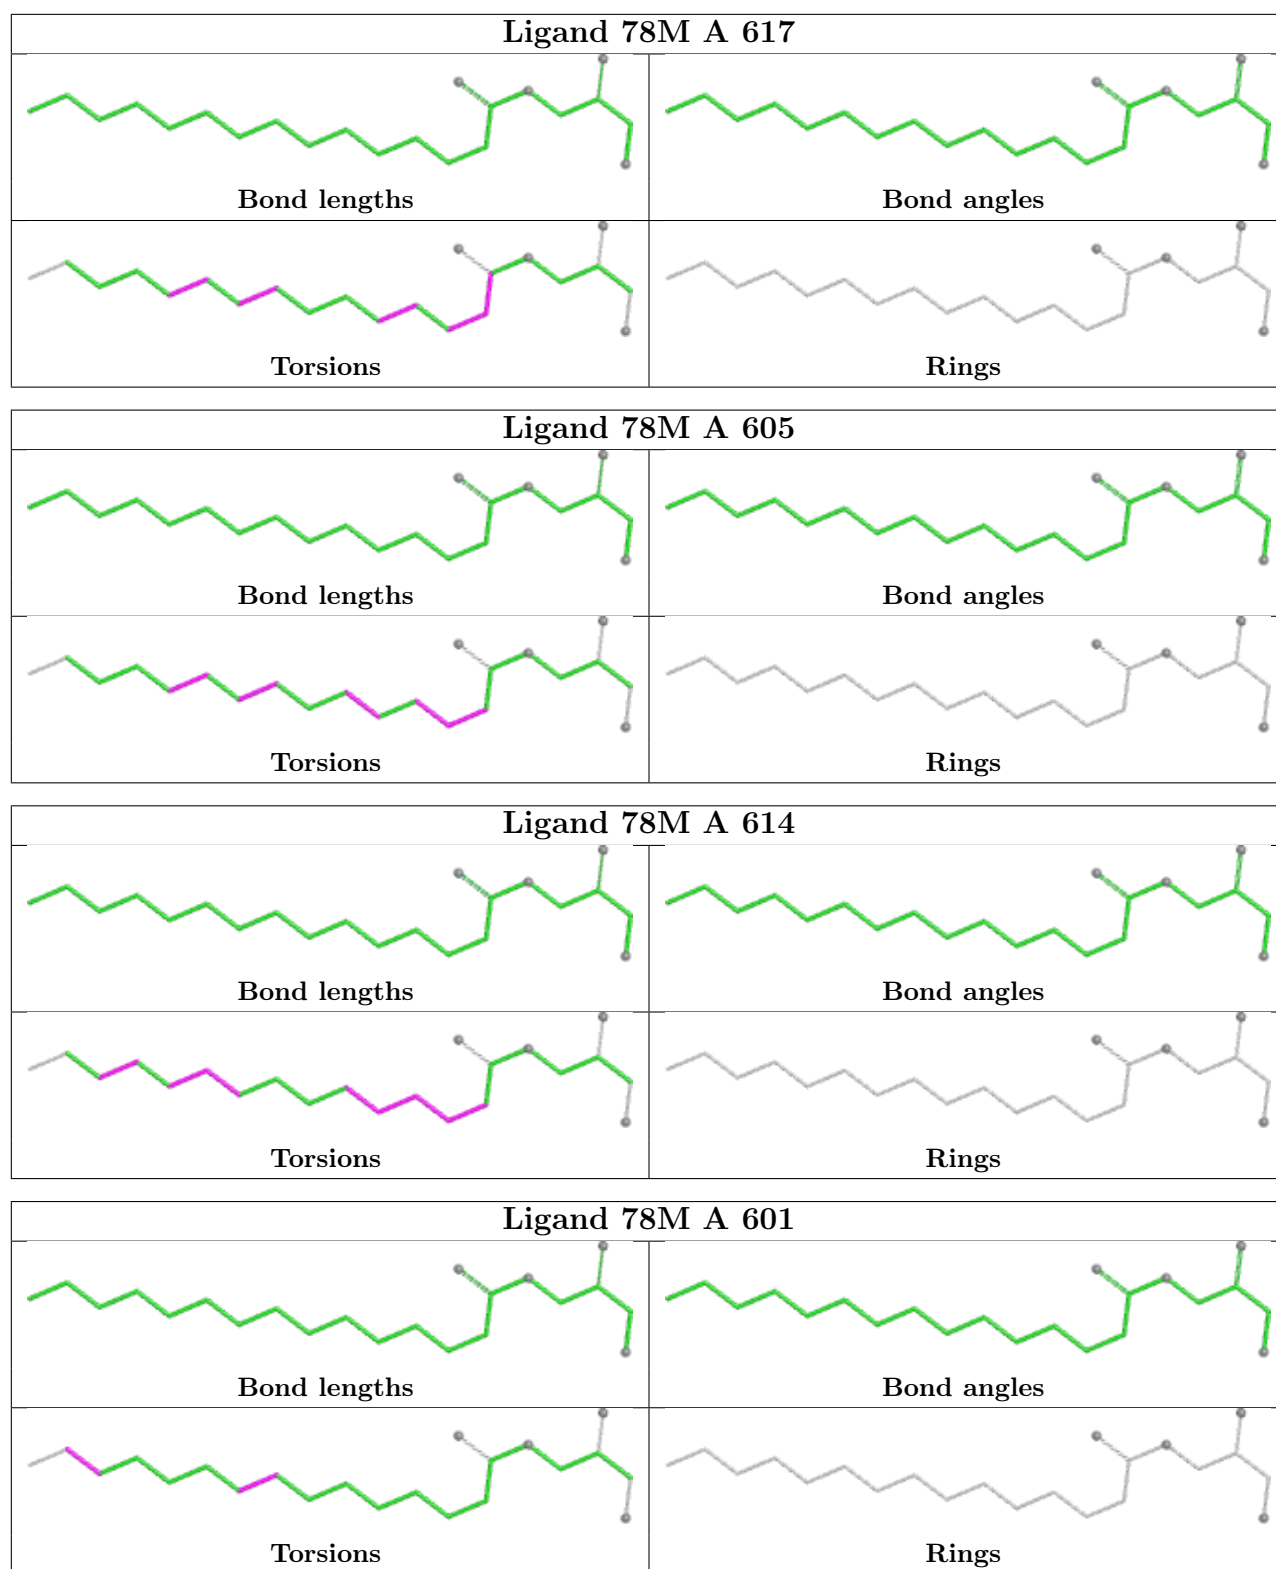 Ligand 78M A 617
Bond lengths Bond angles
Torsions Rings
Ligand 78M A 605
Bond lengths Bond angles
Torsions Rings
Ligand 78M A 614
Bond lengths Bond angles
Torsions Rings
Ligand 78M A 601
Bond lengths Bond angles
Torsions Rings